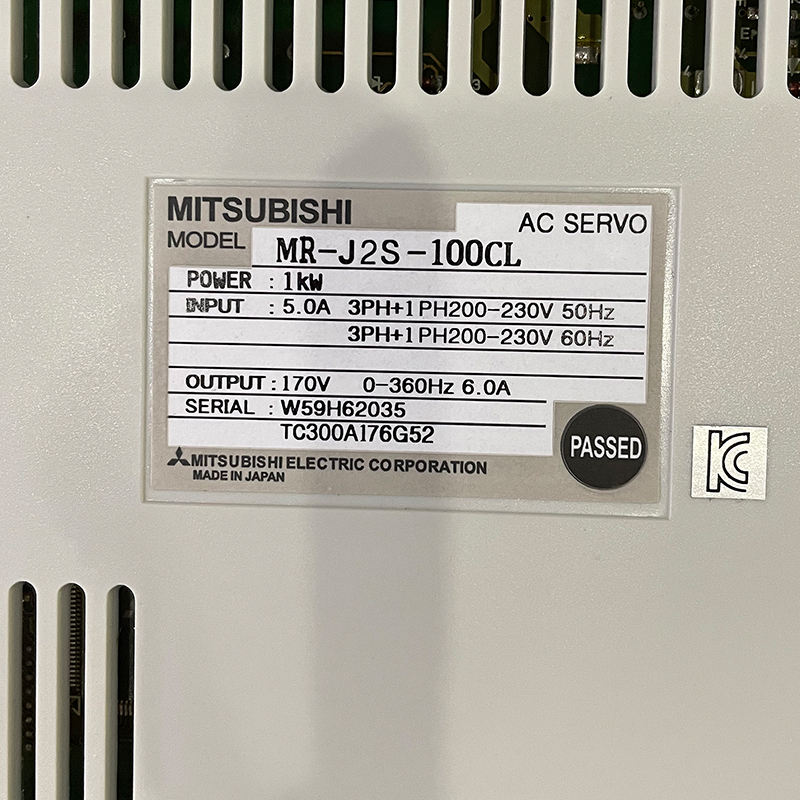 MITSUBISHI
AC SERVO
MODEL MR-J2S-100CL
POWER : 1kW
INPUT : 5.0A 3PH+1PH200-230V 50Hz
3PH+1PH200-230V 60Hz
OUTPUT : 170V 0-360Hz 6.0A
SERIAL : W59H62035
TC300A176G52
PASSED
MITSUBISHI ELECTRIC CORPORATION
MADE IN JAPAN
KC